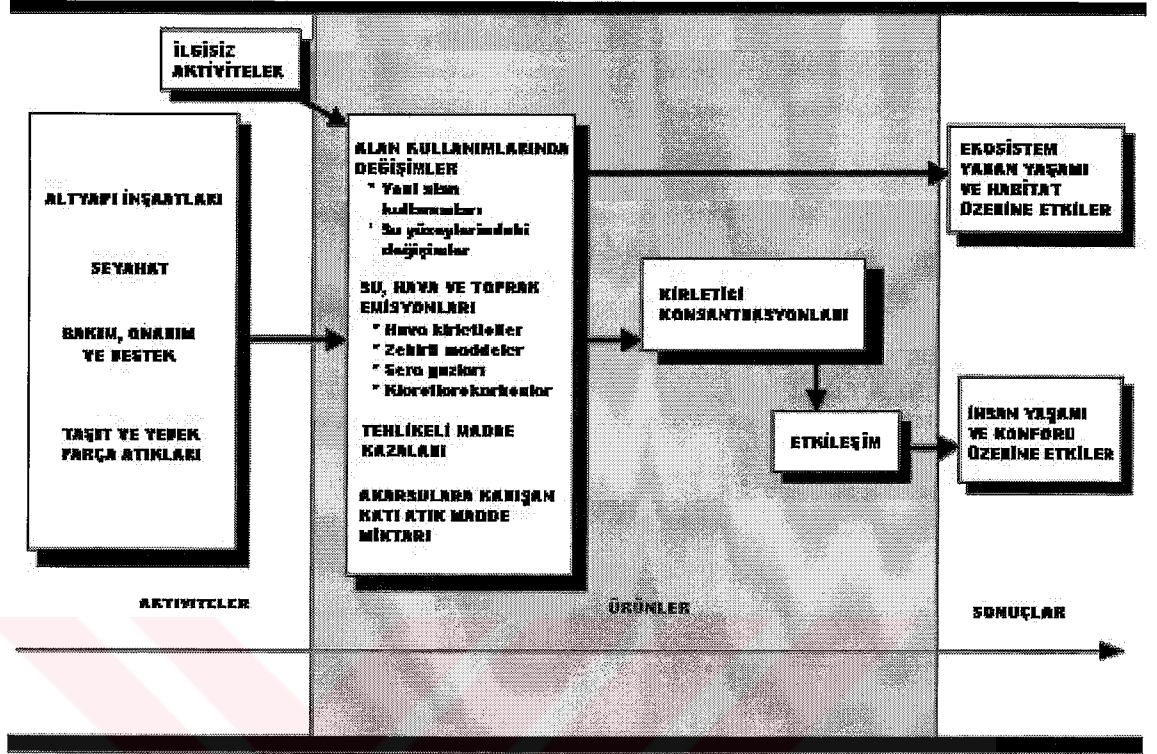 İLGİSİZ
AKTİVİTELER
ALTYAPI İNŞAATLARI
SEYAHAT
BAKIM, ONARIM
VE DESTEK
TAŞIT VE YEDEK
PARÇA ATIKLARI
ALAN KULLANIMLARINDA
DEĞİŞİMLER
* Yeni alan
kullanımları
* Su yüzeylerindeki
değişimler
SU, HAVA VE TOPRAK
EMİSYONLARI
* Hava kirleticiler
* Zehirli maddeler
* Sera gazları
* Kloroflorokarbonlar
TEHLİKELİ MADDE
KAZALARI
AKARSULARA KARIŞAN
KATI ATIK MADDE
MİKTARI
KİRLETİCİ
KONSANTRASYONLARI
ETKİLEŞİM
EKOSİSTEM
YABAN YAŞAMI
VE HABİTAT
ÜZERİNE ETKİLER
İNSAN YAŞAMI
VE KONFORU
ÜZERİNE ETKİLER
AKTİVİTELER
ÜRÜNLER
SONUÇLAR